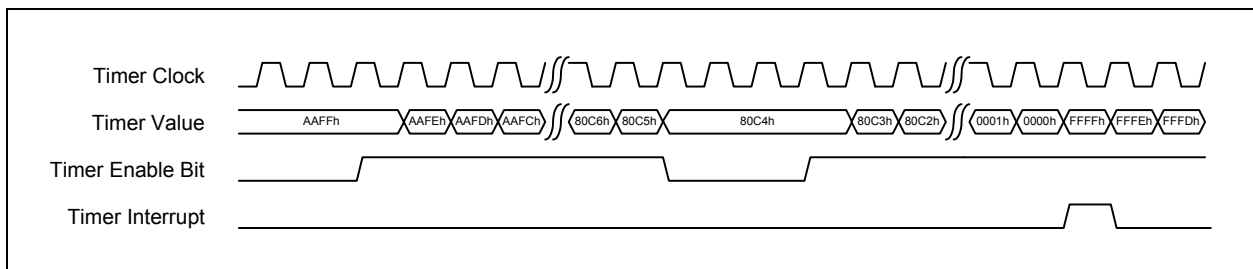 Timer Clock
Timer Value AAFFh AAFEh AAFDh AAFCh 80C6h 80C5h 80C4h 80C3h 80C2h 0001h 0000h FFFFh FFFEh FFFDh
Timer Enable Bit
Timer Interrupt